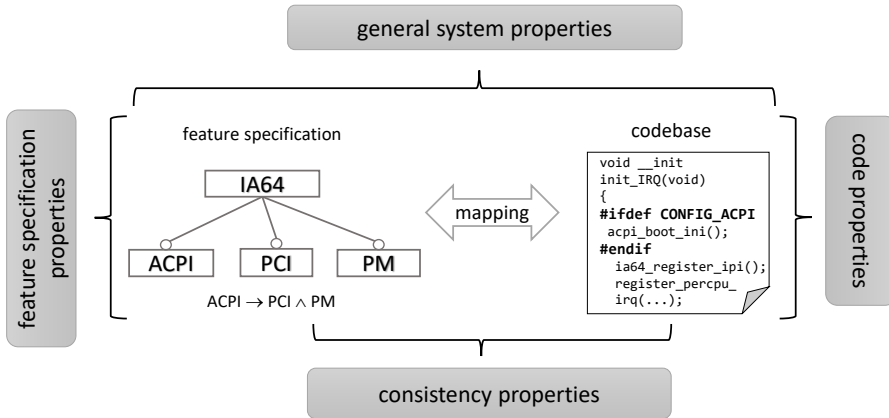 general system properties
feature specification
properties
feature specification
IA64
ACPI
PCI
PM
ACPI → PCI ∧ PM
mapping
codebase
void __init
init_IRQ(void)
{
#ifdef CONFIG_ACPI
acpi_boot_ini();
#endif
ia64_register_ipi();
register_percpu_
irq(...);
code properties
consistency properties